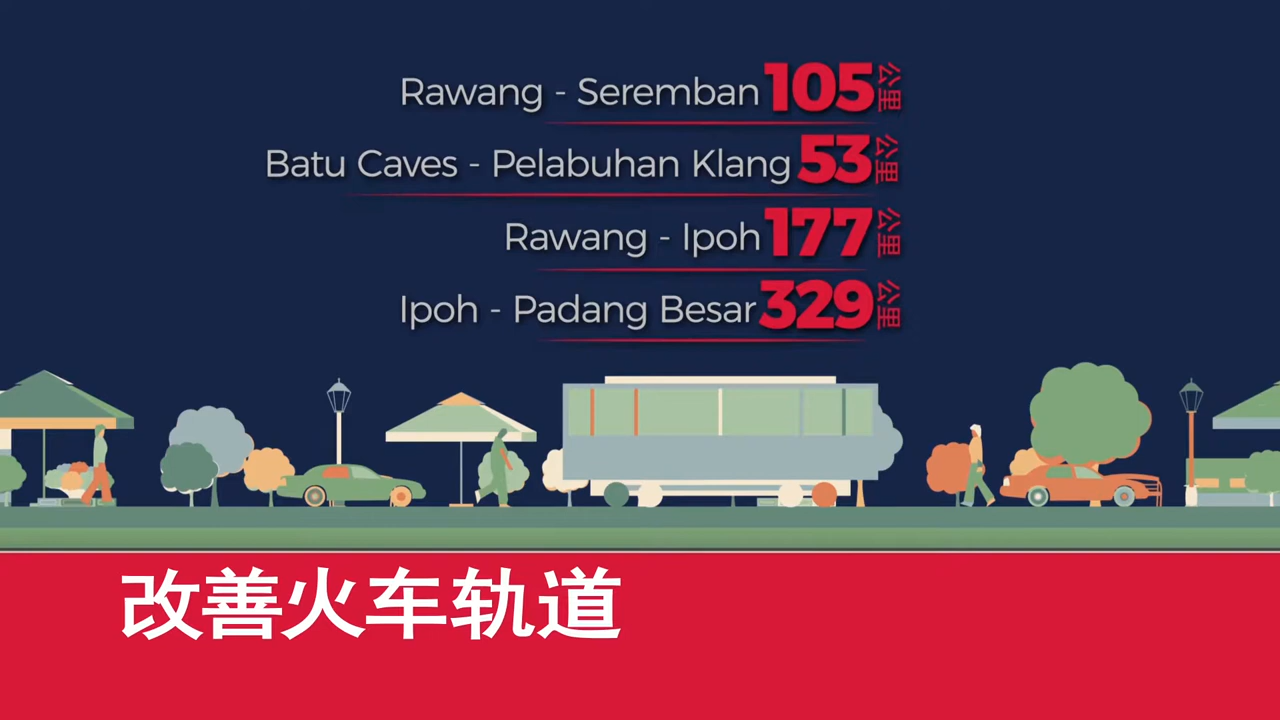 Rawang - Seremban 105 公里
Batu Caves - Pelabuhan Klang 53 公里
Rawang - Ipoh 177 公里
Ipoh - Padang Besar 329 公里
改善火车轨道